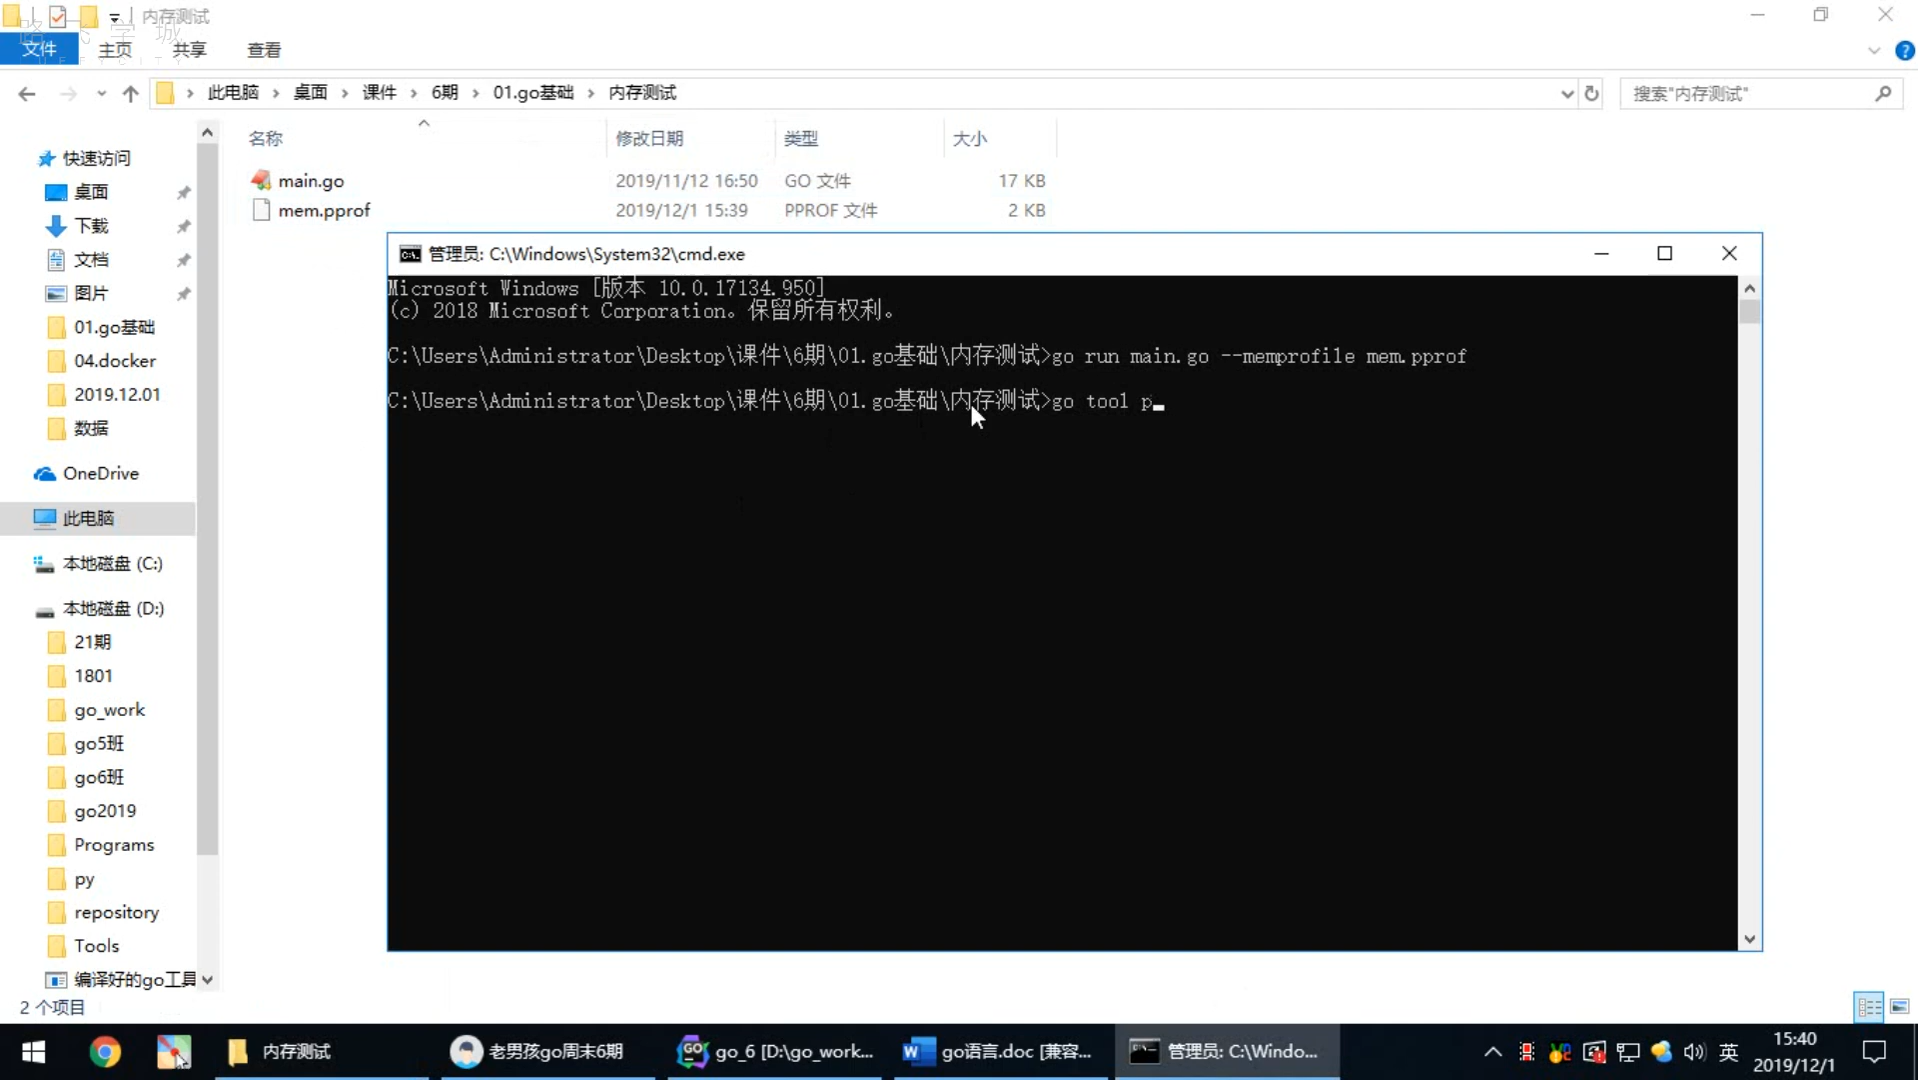 内存测试
路飞学城
文件 主页 共享 查看
此电脑 桌面 课件 6期 01.go基础 内存测试
搜索"内存测试"
名称 修改日期 类型 大小
main.go 2019/11/12 16:50 GO 文件 17 KB
mem.pprof 2019/12/1 15:39 PPROF 文件 2 KB
快速访问
桌面
下载
文档
图片
01.go基础
04.docker
2019.12.01
数据
OneDrive
此电脑
本地磁盘 (C:)
本地磁盘 (D:)
21期
1801
go_work
go5班
go6班
go2019
Programs
py
repository
Tools
编译好的go工具
2 个项目
管理员: C:\Windows\System32\cmd.exe
Microsoft Windows [版本 10.0.17134.950]
(c) 2018 Microsoft Corporation。保留所有权利。
C:\Users\Administrator\Desktop\课件\6期\01.go基础\内存测试>go run main.go --memprofile mem.pprof
C:\Users\Administrator\Desktop\课件\6期\01.go基础\内存测试>go tool p_
内存测试
老男孩go周末6期
go_6 [D:\go_work...
go语言.doc [兼容...
管理员: C:\Windo...
英
15:40
2019/12/1